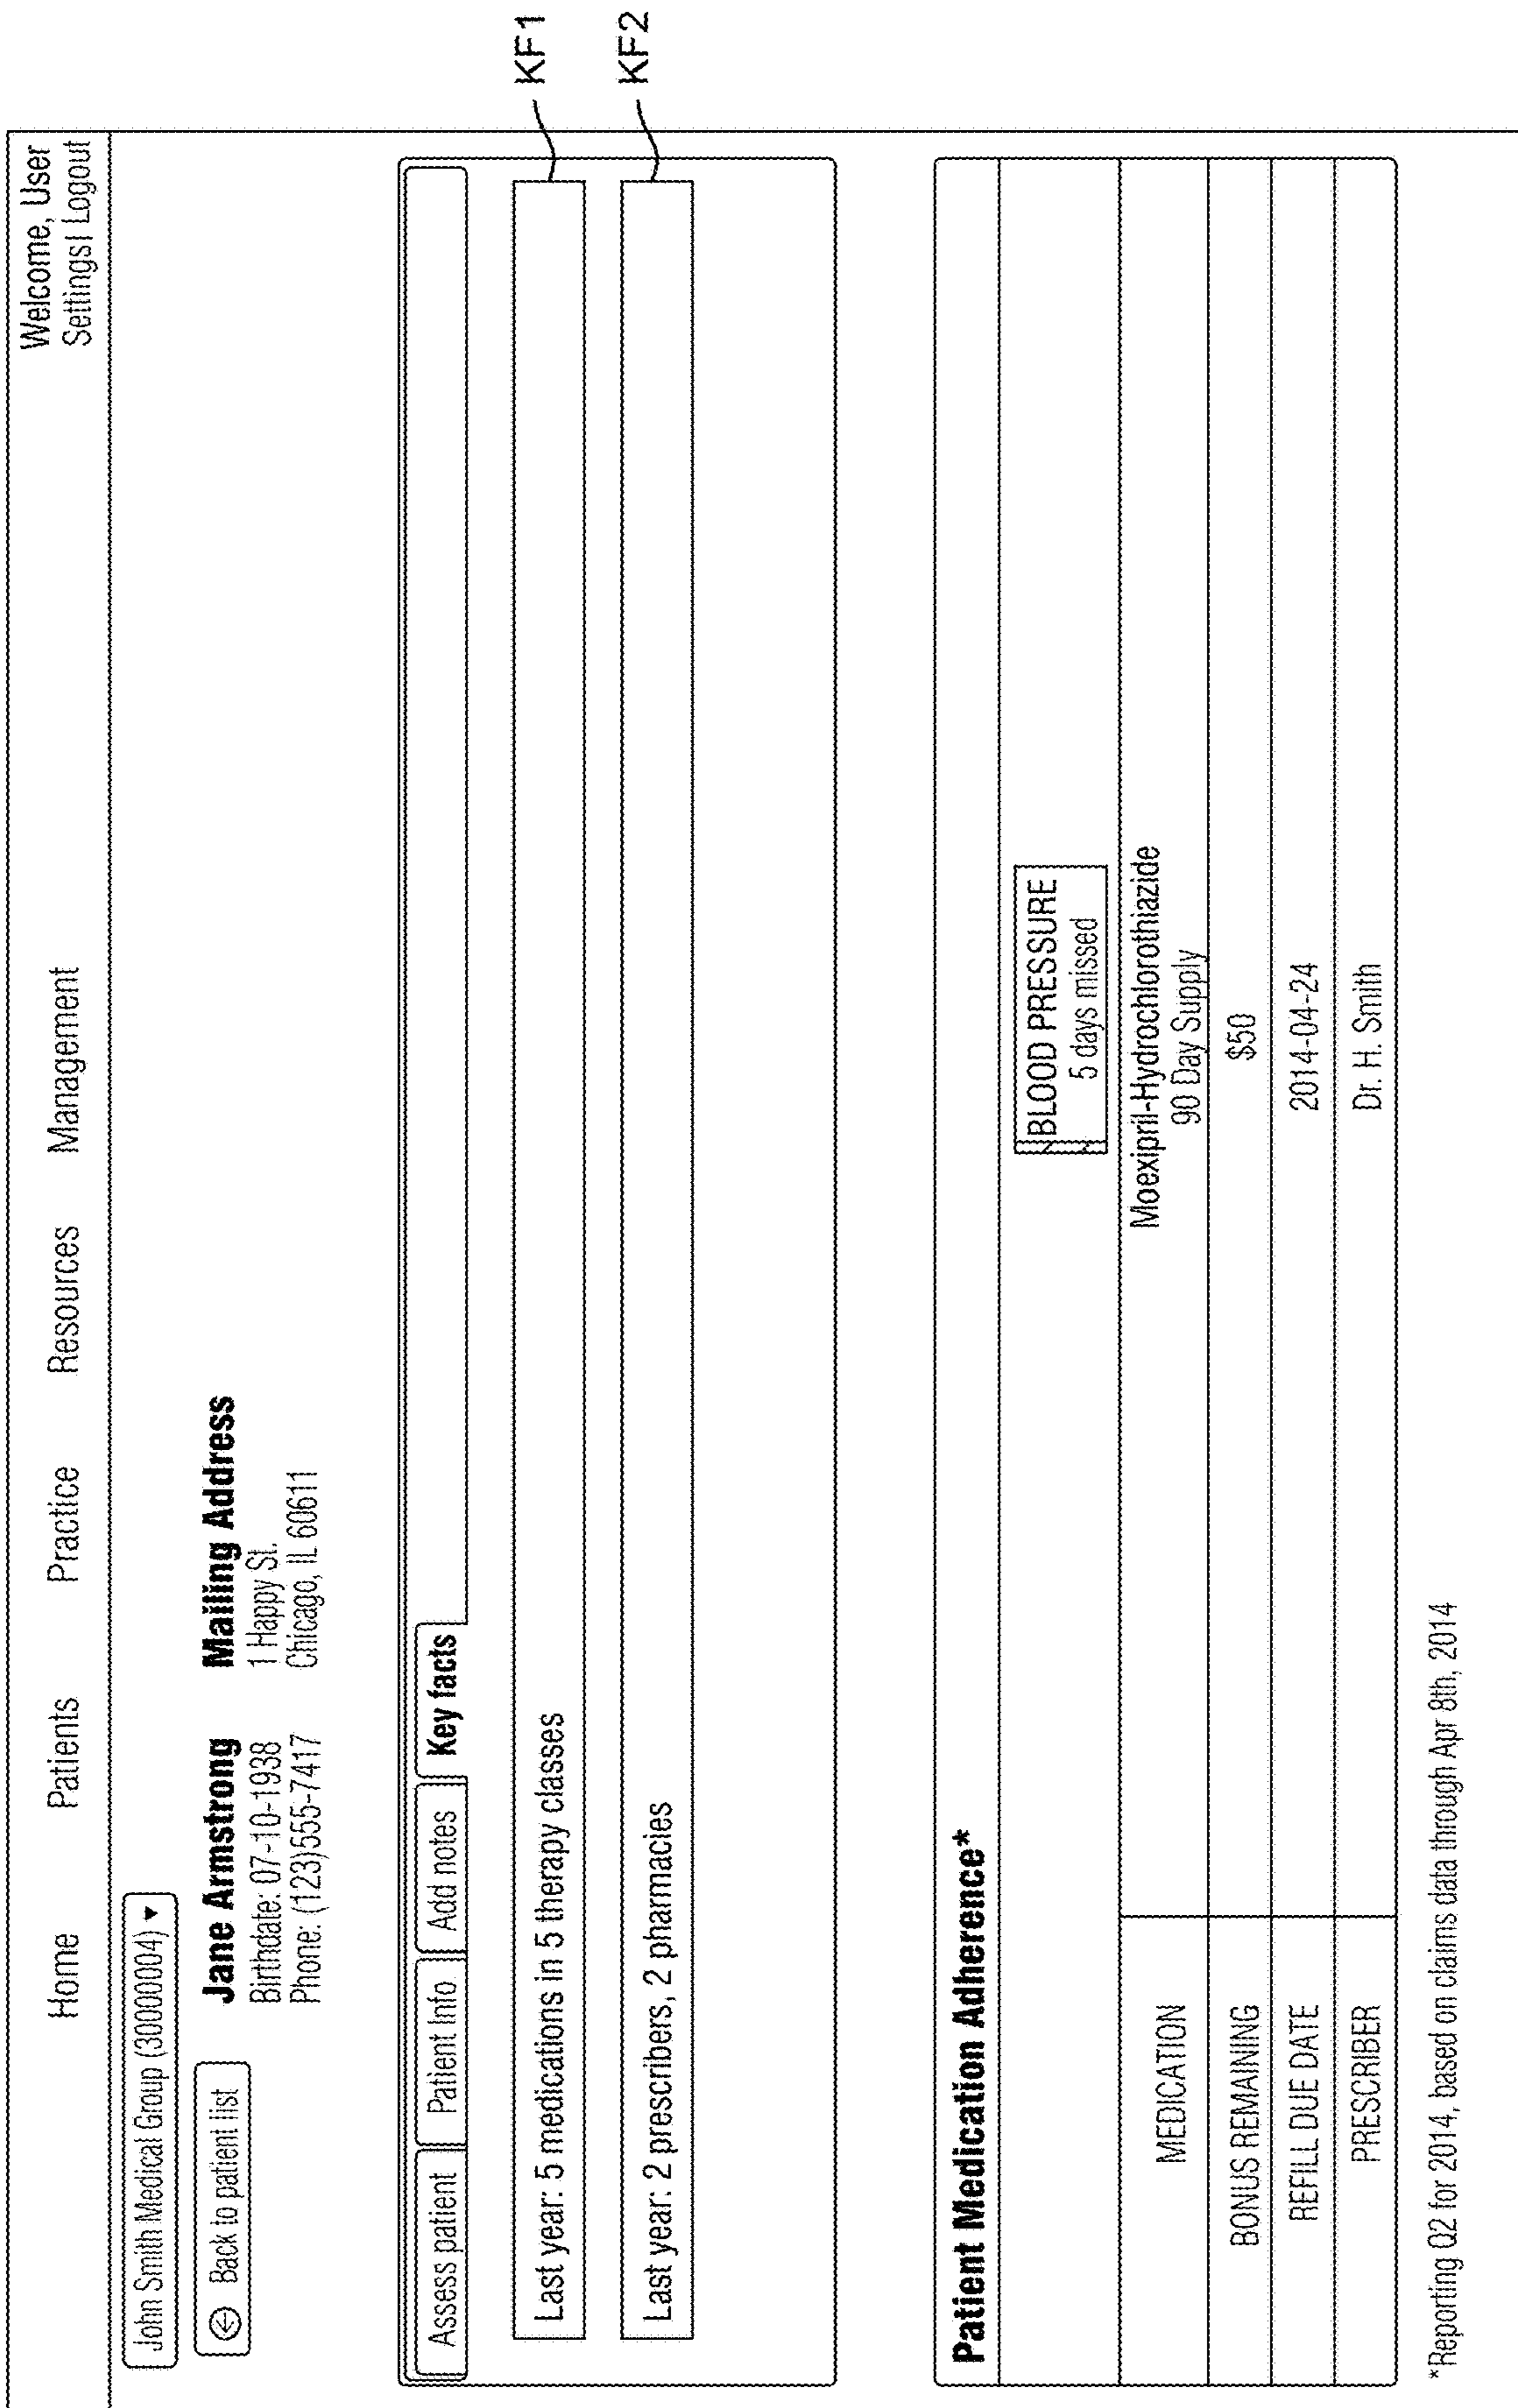 Welcome, User
Home Patients Practice Resources Management Settings| Logout
John Smith Medical Group (30000004) ▼
Back to patient list
Jane Armstrong
Birthdate: 07-10-1938
Phone: (123)555-7417
Mailing Address
1 Happy St.
Chicago, IL 60611
Assess patient Patient Info Add notes Key facts
Last year: 5 medications in 5 therapy classes
KF1
Last year: 2 prescribers, 2 pharmacies
KF2
Patient Medication Adherence*
BLOOD PRESSURE
5 days missed
MEDICATION
Moexipril-Hydrochlorothiazide
90 Day Supply
BONUS REMAINING $50
REFILL DUE DATE 2014-04-24
PRESCRIBER Dr. H. Smith
*Reporting Q2 for 2014, based on claims data through Apr 8th, 2014